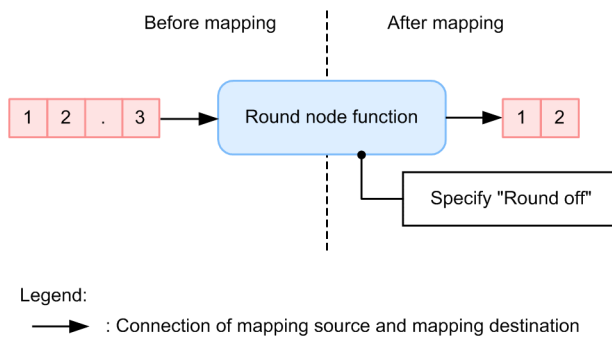 Before mapping
After mapping
1 2 . 3
Round node function
1 2
Specify "Round off"
Legend:
: Connection of mapping source and mapping destination